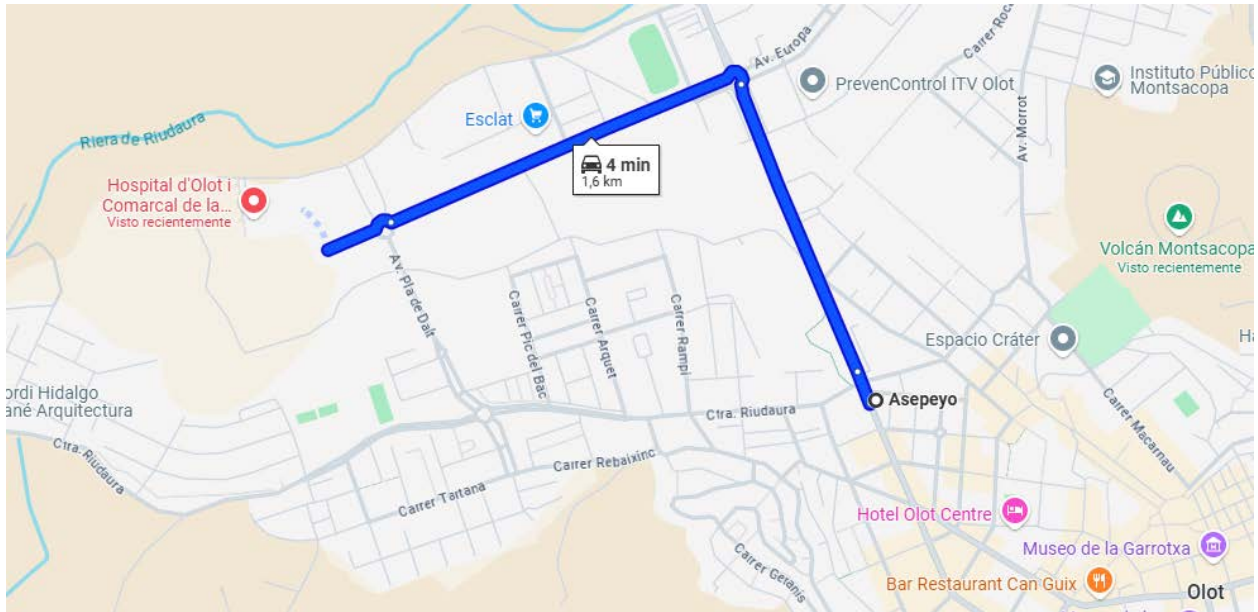 Av. Europa
Carrer Roc
PrevenControl ITV Olot
Instituto Público
Montsacopa
Esclat
Riera de Riudaura
Av. Morrot
4 min
1,6 km
Hospital d'Olot i
Comarcal de la...
Visto recientemente
Volcán Montsacopa
Visto recientemente
Av. Pla de Dalt
Carrer Pic del Bac
Carrer Arquet
Carrer Rampi
Espacio Cráter
Ha
ordi Hidalgo
ané Arquitectura
Asepeyo
Ctra. Riudaura
Carrer Macarnau
Ctra. Riudaura
Carrer Rebaixinc
Carrer Tartana
Hotel Olot Centre
Museo de la Garrotxa
Carrer Geranis
Bar Restaurant Can Guix
Olot